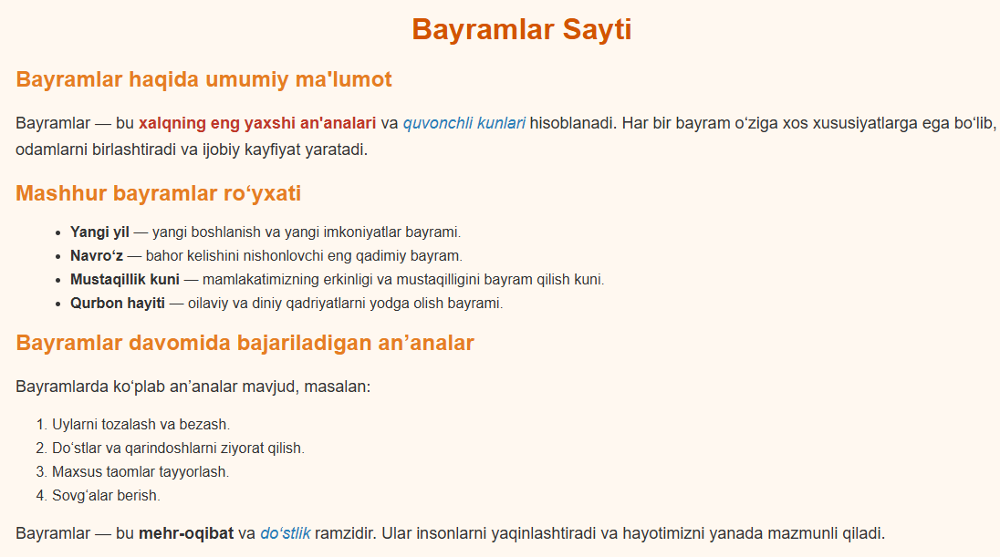 Bayramlar Sayti
Bayramlar haqida umumiy ma'lumot
Bayramlar — bu xalqning eng yaxshi an'analari va quvonchli kunlari hisoblanadi. Har bir bayram o‘ziga xos xususiyatlarga ega bo‘lib,
odamlarni birlashtiradi va ijobiy kayfiyat yaratadi.
Mashhur bayramlar ro‘yxati
• Yangi yil — yangi boshlanish va yangi imkoniyatlar bayrami.
• Navro‘z — bahor kelishini nishonlovchi eng qadimiy bayram.
• Mustaqillik kuni — mamlakatimizning erkinligi va mustaqilligini bayram qilish kuni.
• Qurbon hayiti — oilaviy va diniy qadriyatlarni yodga olish bayrami.
Bayramlar davomida bajariladigan an’analar
Bayramlarda ko‘plab an’analar mavjud, masalan:
1. Uylarni tozalash va bezash.
2. Do‘stlar va qarindoshlarni ziyorat qilish.
3. Maxsus taomlar tayyorlash.
4. Sovg‘alar berish.
Bayramlar — bu mehr-oqibat va do‘stlik ramzidir. Ular insonlarni yaqinlashtiradi va hayotimizni yanada mazmunli qiladi.